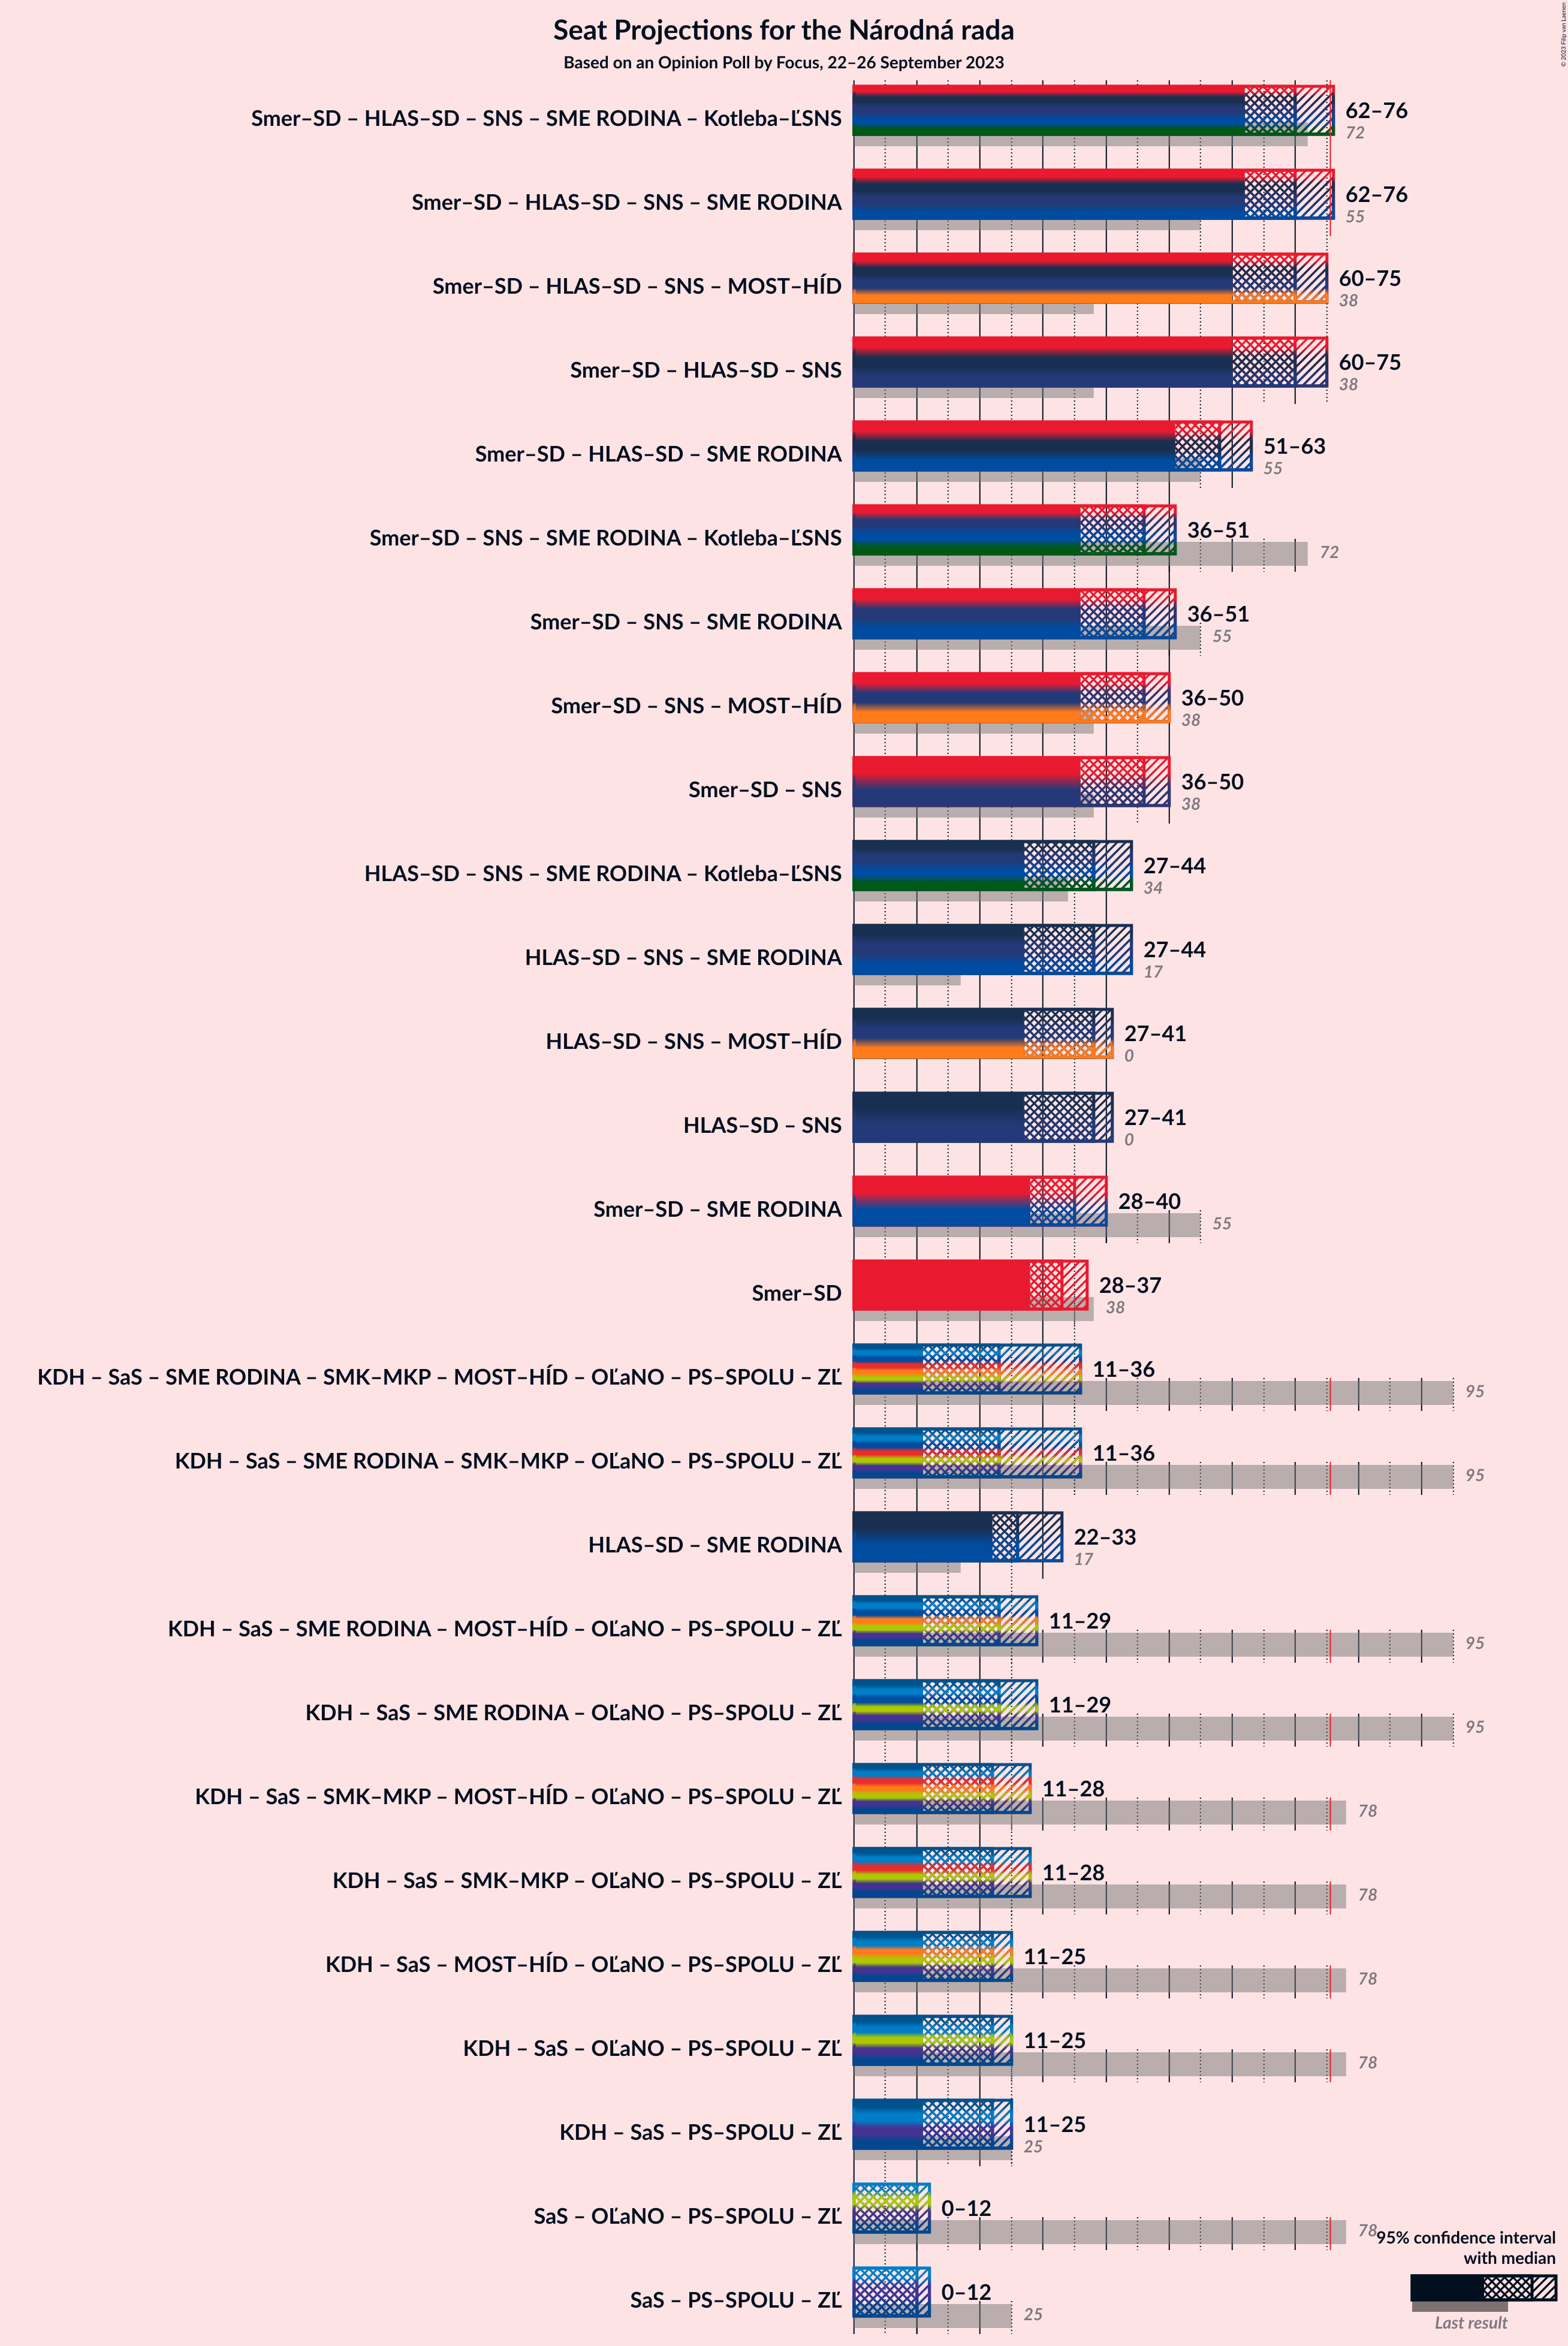 Seat Projections for the Národná rada
Based on an Opinion Poll by Focus, 22–26 September 2023
© 2023 Filip van Laenen
Smer–SD – HLAS–SD – SNS – SME RODINA – Kotleba–ĽSNS
62–76
72
Smer–SD – HLAS–SD – SNS – SME RODINA
62–76
55
Smer–SD – HLAS–SD – SNS – MOST–HÍD
60–75
38
Smer–SD – HLAS–SD – SNS
60–75
38
Smer–SD – HLAS–SD – SME RODINA
51–63
55
Smer–SD – SNS – SME RODINA – Kotleba–ĽSNS
36–51
72
Smer–SD – SNS – SME RODINA
36–51
55
Smer–SD – SNS – MOST–HÍD
36–50
38
Smer–SD – SNS
36–50
38
HLAS–SD – SNS – SME RODINA – Kotleba–ĽSNS
27–44
34
HLAS–SD – SNS – SME RODINA
27–44
17
HLAS–SD – SNS – MOST–HÍD
27–41
0
HLAS–SD – SNS
27–41
0
Smer–SD – SME RODINA
28–40
55
Smer–SD
28–37
38
KDH – SaS – SME RODINA – SMK–MKP – MOST–HÍD – OĽaNO – PS–SPOLU – ZĽ
11–36
95
KDH – SaS – SME RODINA – SMK–MKP – OĽaNO – PS–SPOLU – ZĽ
11–36
95
HLAS–SD – SME RODINA
22–33
17
KDH – SaS – SME RODINA – MOST–HÍD – OĽaNO – PS–SPOLU – ZĽ
11–29
95
KDH – SaS – SME RODINA – OĽaNO – PS–SPOLU – ZĽ
11–29
95
KDH – SaS – SMK–MKP – MOST–HÍD – OĽaNO – PS–SPOLU – ZĽ
11–28
78
KDH – SaS – SMK–MKP – OĽaNO – PS–SPOLU – ZĽ
11–28
78
KDH – SaS – MOST–HÍD – OĽaNO – PS–SPOLU – ZĽ
11–25
78
KDH – SaS – OĽaNO – PS–SPOLU – ZĽ
11–25
78
KDH – SaS – PS–SPOLU – ZĽ
11–25
25
SaS – OĽaNO – PS–SPOLU – ZĽ
0–12
78
SaS – PS–SPOLU – ZĽ
0–12
25
95% confidence interval
with median
Last result